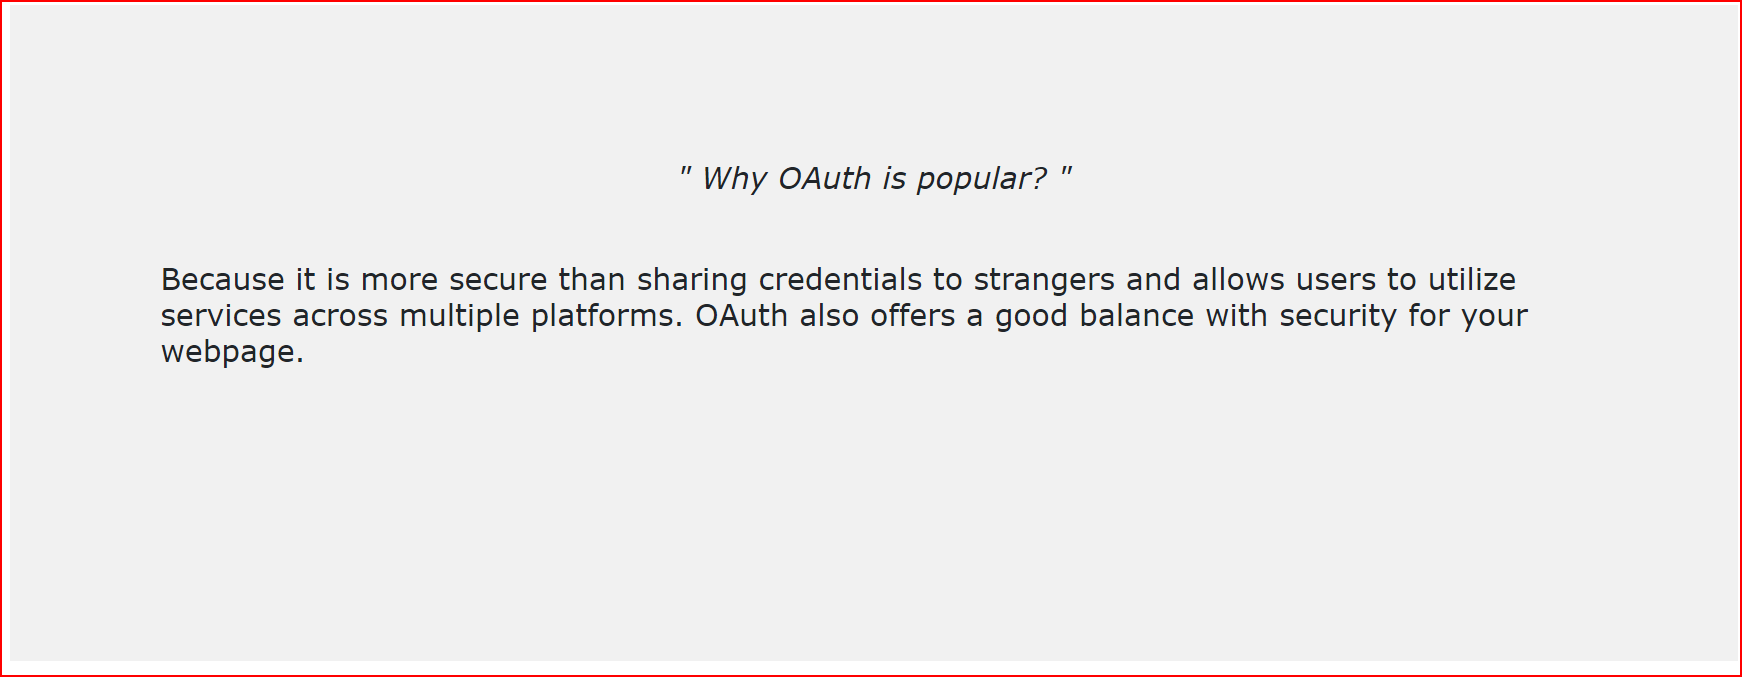 " Why OAuth is popular? "
Because it is more secure than sharing credentials to strangers and allows users to utilize
services across multiple platforms. OAuth also offers a good balance with security for your
webpage.